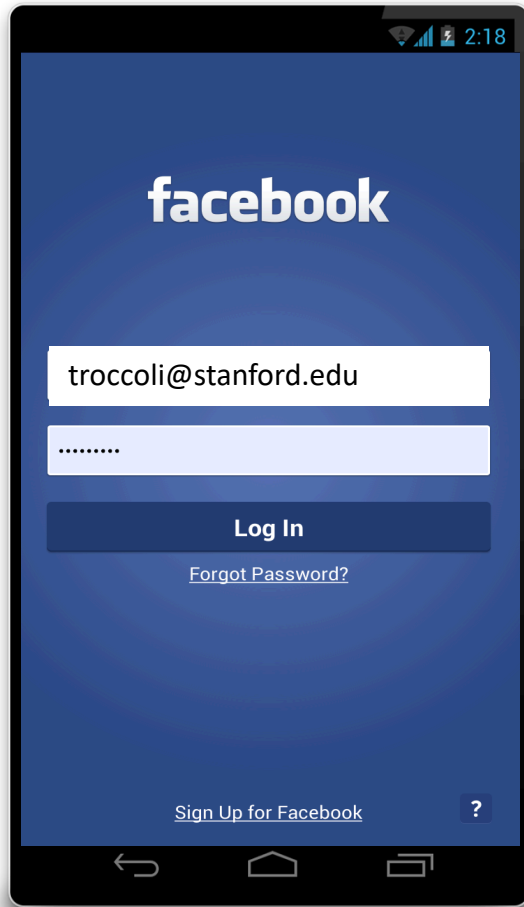 2:18
facebook
troccoli@stanford.edu
•••••••••
Log In
Forgot Password?
Sign Up for Facebook
?